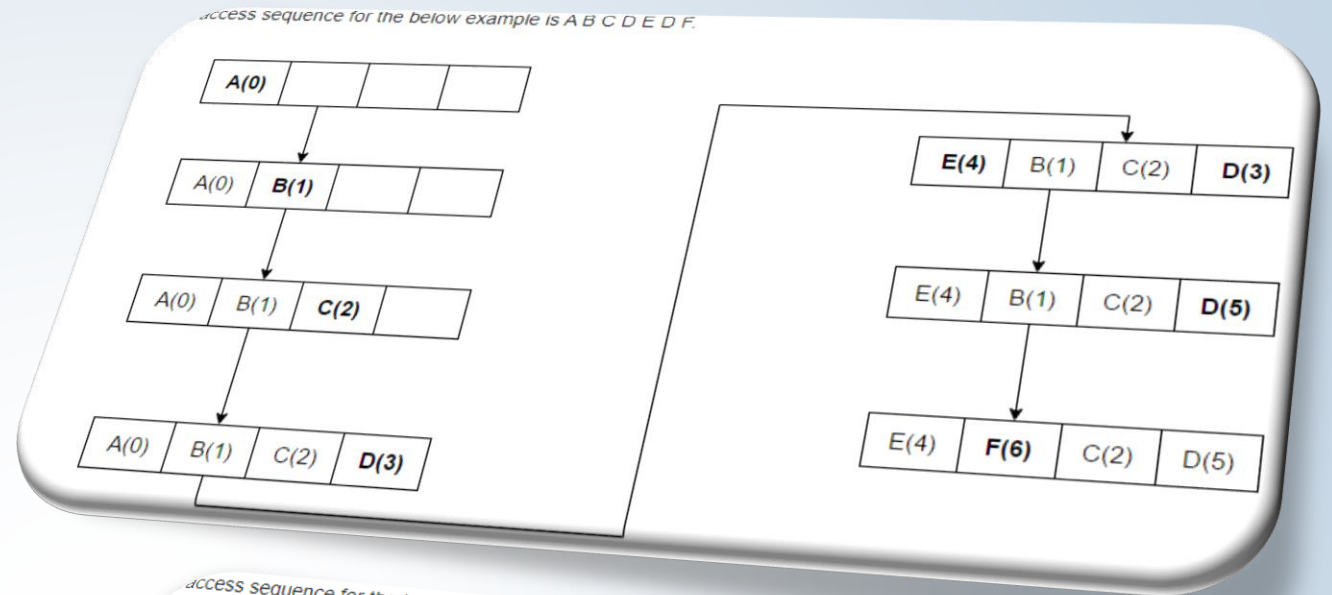 access sequence for the below example is A B C D E D F.
A(0)
A(0) B(1)
A(0) B(1) C(2)
A(0) B(1) C(2) D(3)
E(4) B(1) C(2) D(3)
E(4) B(1) C(2) D(5)
E(4) F(6) C(2) D(5)
access sequence for